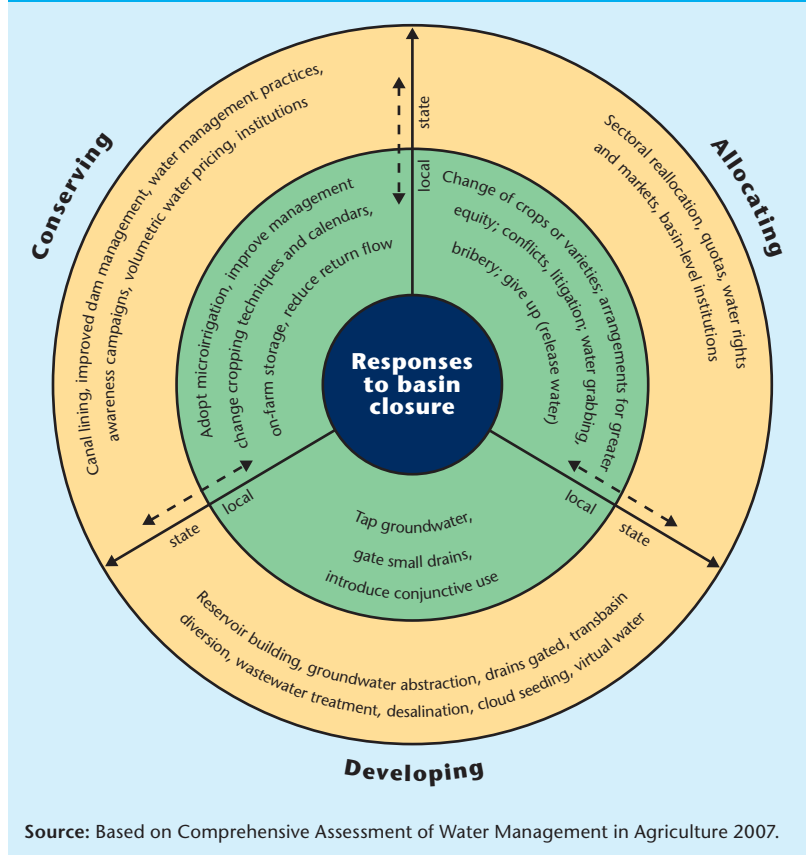 Conserving
Canal lining, improved dam management, water management practices,
awareness campaigns, volumetric water pricing, institutions
Adopt microirrigation, improve management
change cropping techniques and calendars,
on-farm storage, reduce return flow
state
local
Allocating
Sectoral reallocation, quotas, water rights
and markets, basin-level institutions
Change of crops or varieties; arrangements for greater
equity; conflicts, litigation; water grabbing,
bribery; give up (release water)
Responses
to basin
closure
local
state
local
state
Tap groundwater,
gate small drains,
introduce conjunctive use
Reservoir building, groundwater abstraction, drains gated, transbasin
diversion, wastewater treatment, desalination, cloud seeding, virtual water
Developing
Source: Based on Comprehensive Assessment of Water Management in Agriculture 2007.